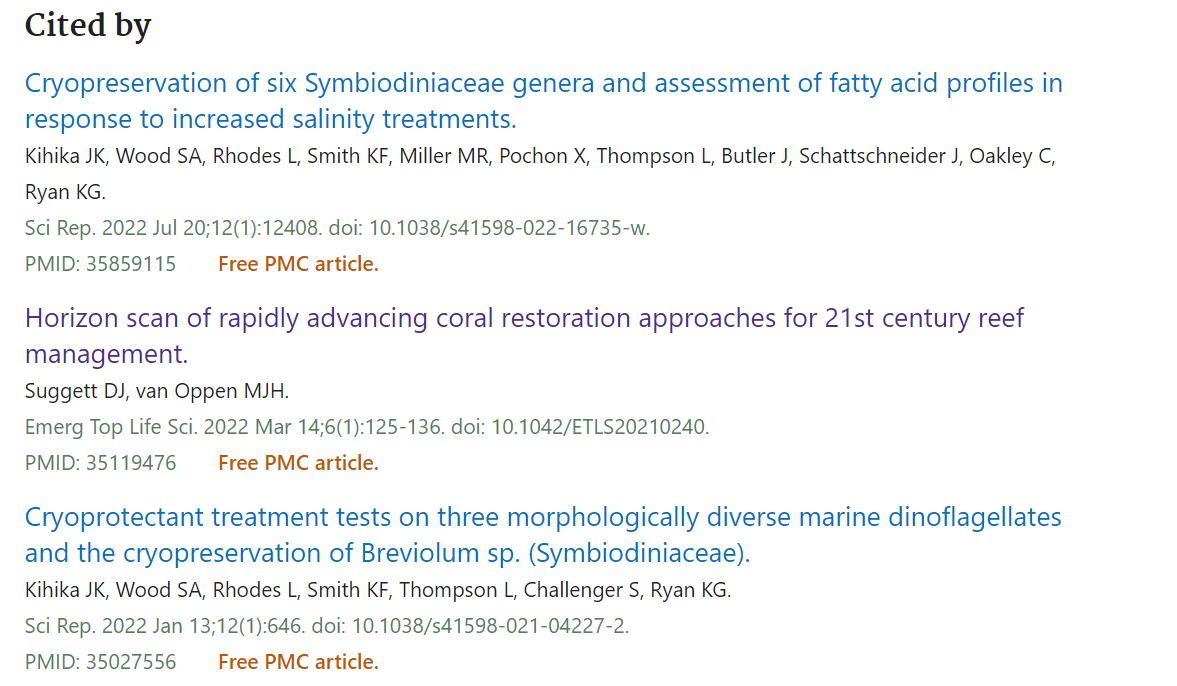 Cited by
Cryopreservation of six Symbiodiniaceae genera and assessment of fatty acid profiles in
response to increased salinity treatments.
Kihika JK, Wood SA, Rhodes L, Smith KF, Miller MR, Pochon X, Thompson L, Butler J, Schattschneider J, Oakley C,
Ryan KG.
Sci Rep. 2022 Jul 20;12(1):12408. doi: 10.1038/s41598-022-16735-w.
PMID: 35859115 Free PMC article.
Horizon scan of rapidly advancing coral restoration approaches for 21st century reef
management.
Suggett DJ, van Oppen MJH.
Emerg Top Life Sci. 2022 Mar 14;6(1):125-136. doi: 10.1042/ETLS20210240.
PMID: 35119476 Free PMC article.
Cryoprotectant treatment tests on three morphologically diverse marine dinoflagellates
and the cryopreservation of Breviolum sp. (Symbiodiniaceae).
Kihika JK, Wood SA, Rhodes L, Smith KF, Thompson L, Challenger S, Ryan KG.
Sci Rep. 2022 Jan 13;12(1):646. doi: 10.1038/s41598-021-04227-2.
PMID: 35027556 Free PMC article.